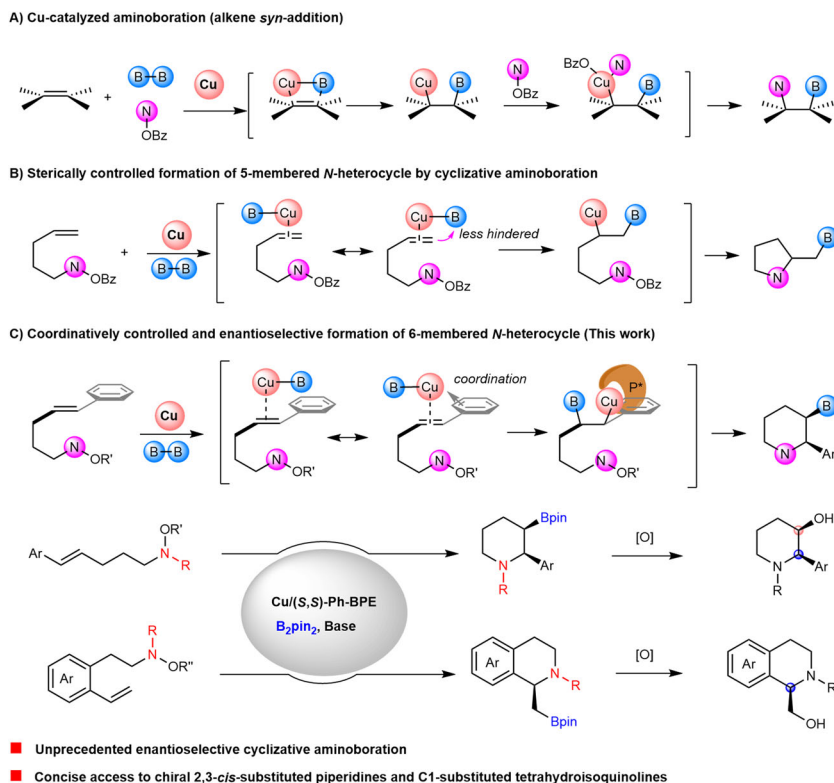 A) Cu-catalyzed aminoboration (alkene syn-addition)
B B
Cu
N
OBz
+
Cu B
Cu B
N
OBz
BzO N
Cu B
N B
B) Sterically controlled formation of 5-membered N-heterocycle by cyclizative aminoboration
N
OBz
+
Cu
B B
B Cu
N
OBz
Cu B
less hindered
N
OBz
Cu
B
N
OBz
B
N
C) Coordinatively controlled and enantioselective formation of 6-membered N-heterocycle (This work)
N
OR'
Cu
B B
Cu B
N
OR'
B Cu
coordination
N
OR'
B Cu P*
N
OR'
B
N Ar
Ar
OR'
N
R
Cu/(S,S)-Ph-BPE
B2pin2, Base
Bpin
N Ar
R
[O]
OH
N Ar
R
R
N
OR"
Ar
Ar
N
R
Bpin
[O]
Ar
N
R
OH
Unprecedented enantioselective cyclizative aminoboration
Concise access to chiral 2,3-cis-substituted piperidines and C1-substituted tetrahydroisoquinolines